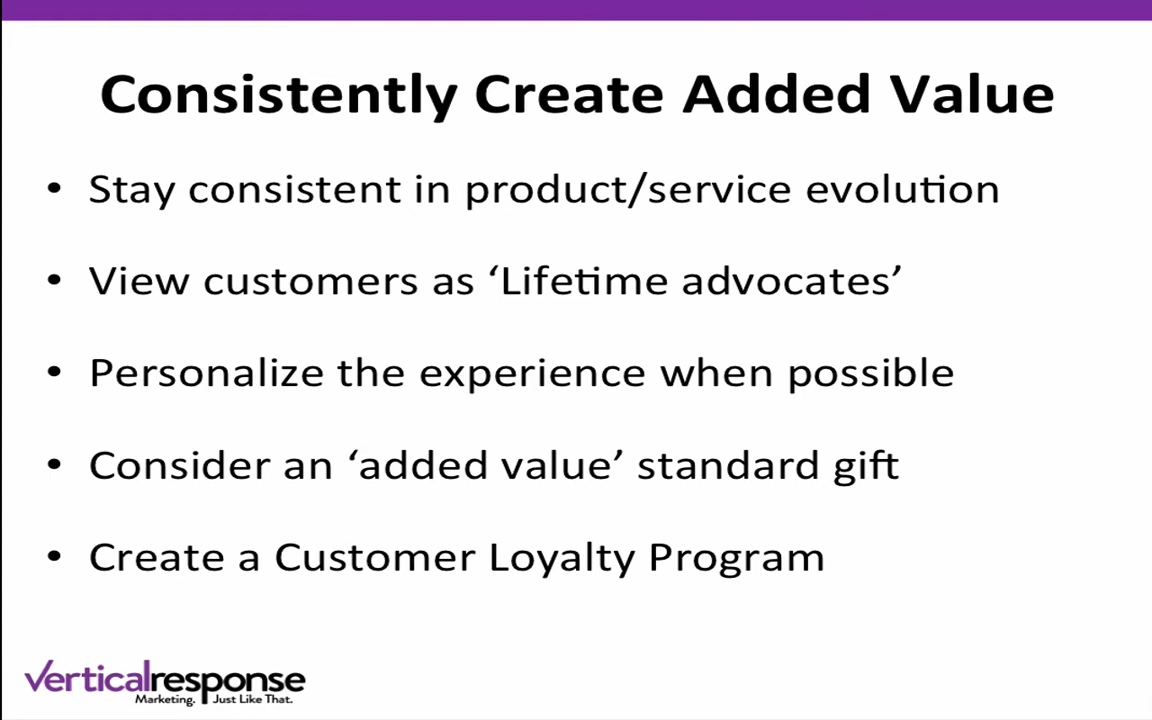 Consistently Create Added Value
• Stay consistent in product/service evolution
• View customers as ‘Lifetime advocates’
• Personalize the experience when possible
• Consider an ‘added value’ standard gift
• Create a Customer Loyalty Program
verticalresponse
Marketing. Just Like That.